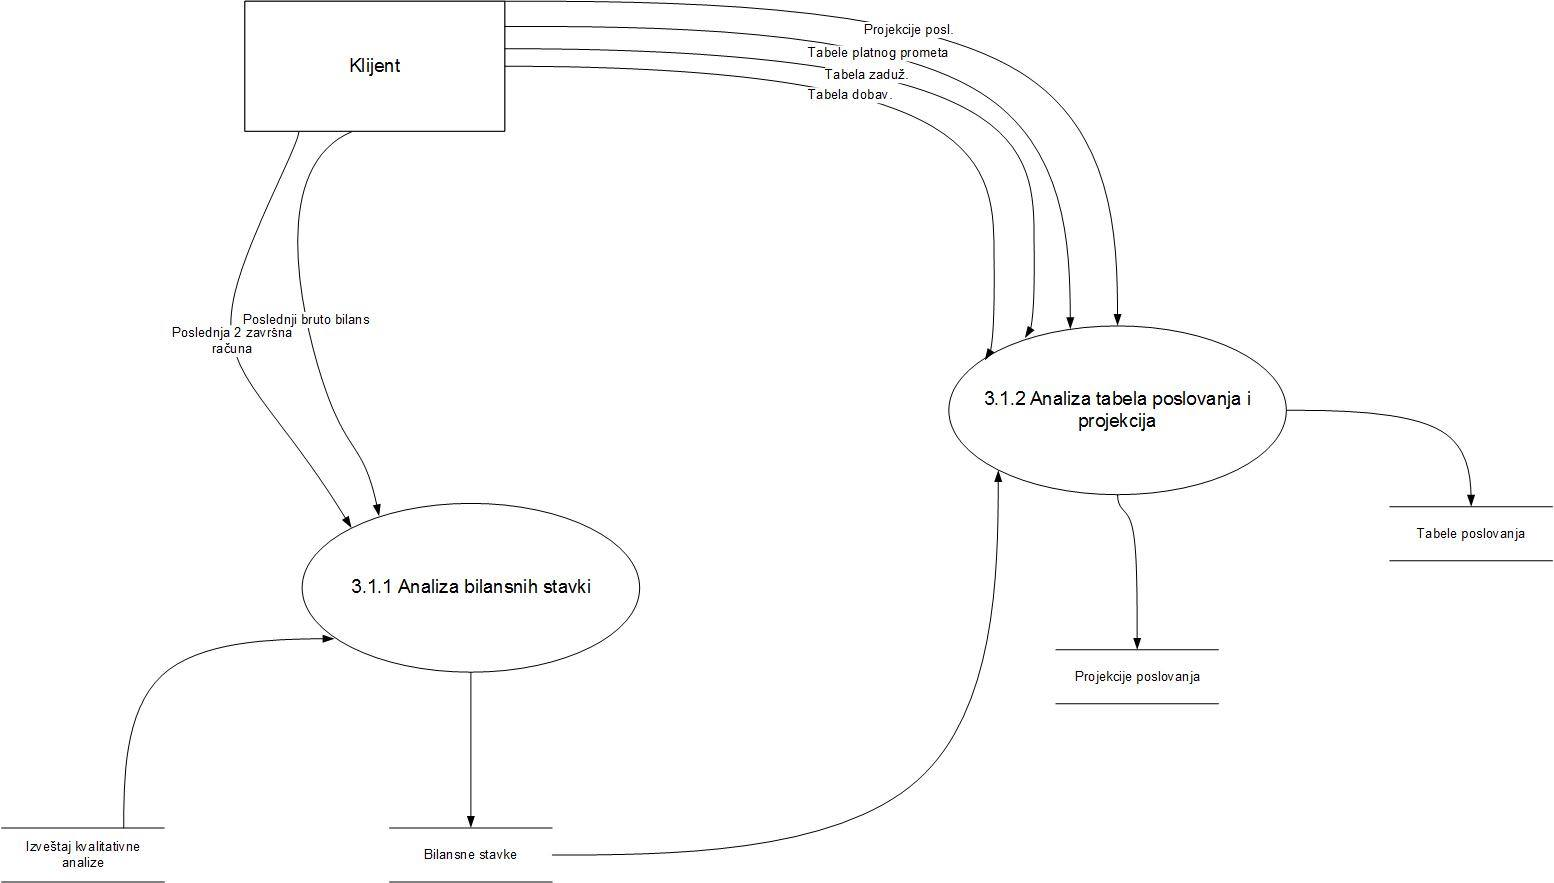 Projekcije posl.
Tabele platnog prometa
Klijent
Tabela zaduž.
Tabela dobav.
Poslednji bruto bilans
Poslednja 2 završna
računa
3.1.2 Analiza tabela poslovanja i
projekcija
Tabele poslovanja
3.1.1 Analiza bilansnih stavki
Projekcije poslovanja
Izveštaj kvalitativne
analize
Bilansne stavke